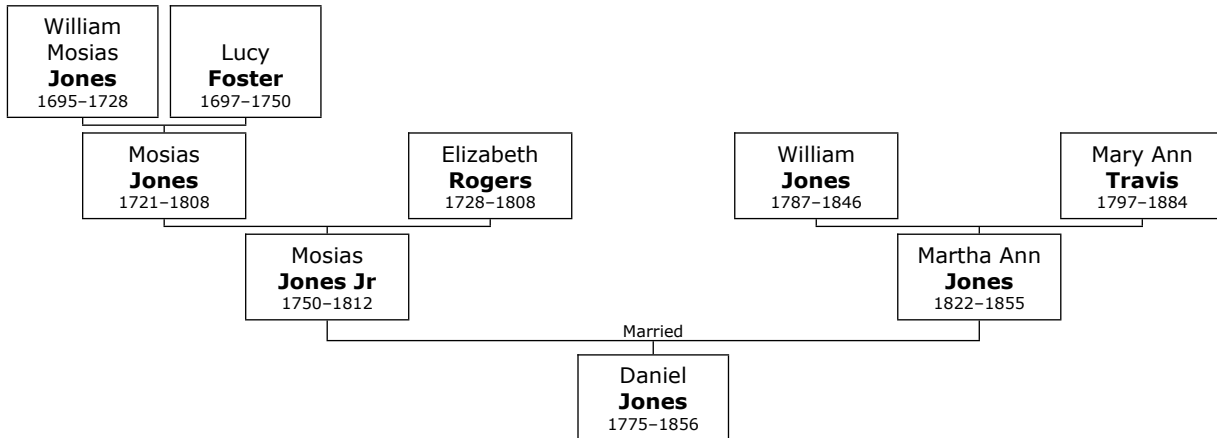 William
Mosias
Jones
1695–1728
Lucy
Foster
1697–1750
Mosias
Jones
1721–1808
Elizabeth
Rogers
1728–1808
William
Jones
1787–1846
Mary Ann
Travis
1797–1884
Mosias
Jones Jr
1750–1812
Martha Ann
Jones
1822–1855
Married
Daniel
Jones
1775–1856